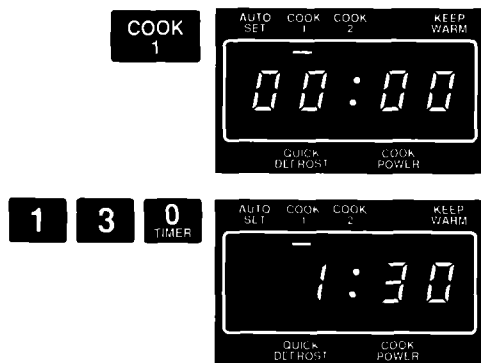 COOK
1
AUTO SET COOK 1 COOK 2 KEEP WARM
00:00
QUICK DEFROST COOK POWER
1 3 0 TIMER
AUTO SET COOK 1 COOK 2 KEEP WARM
1:30
QUICK DEFROST COOK POWER